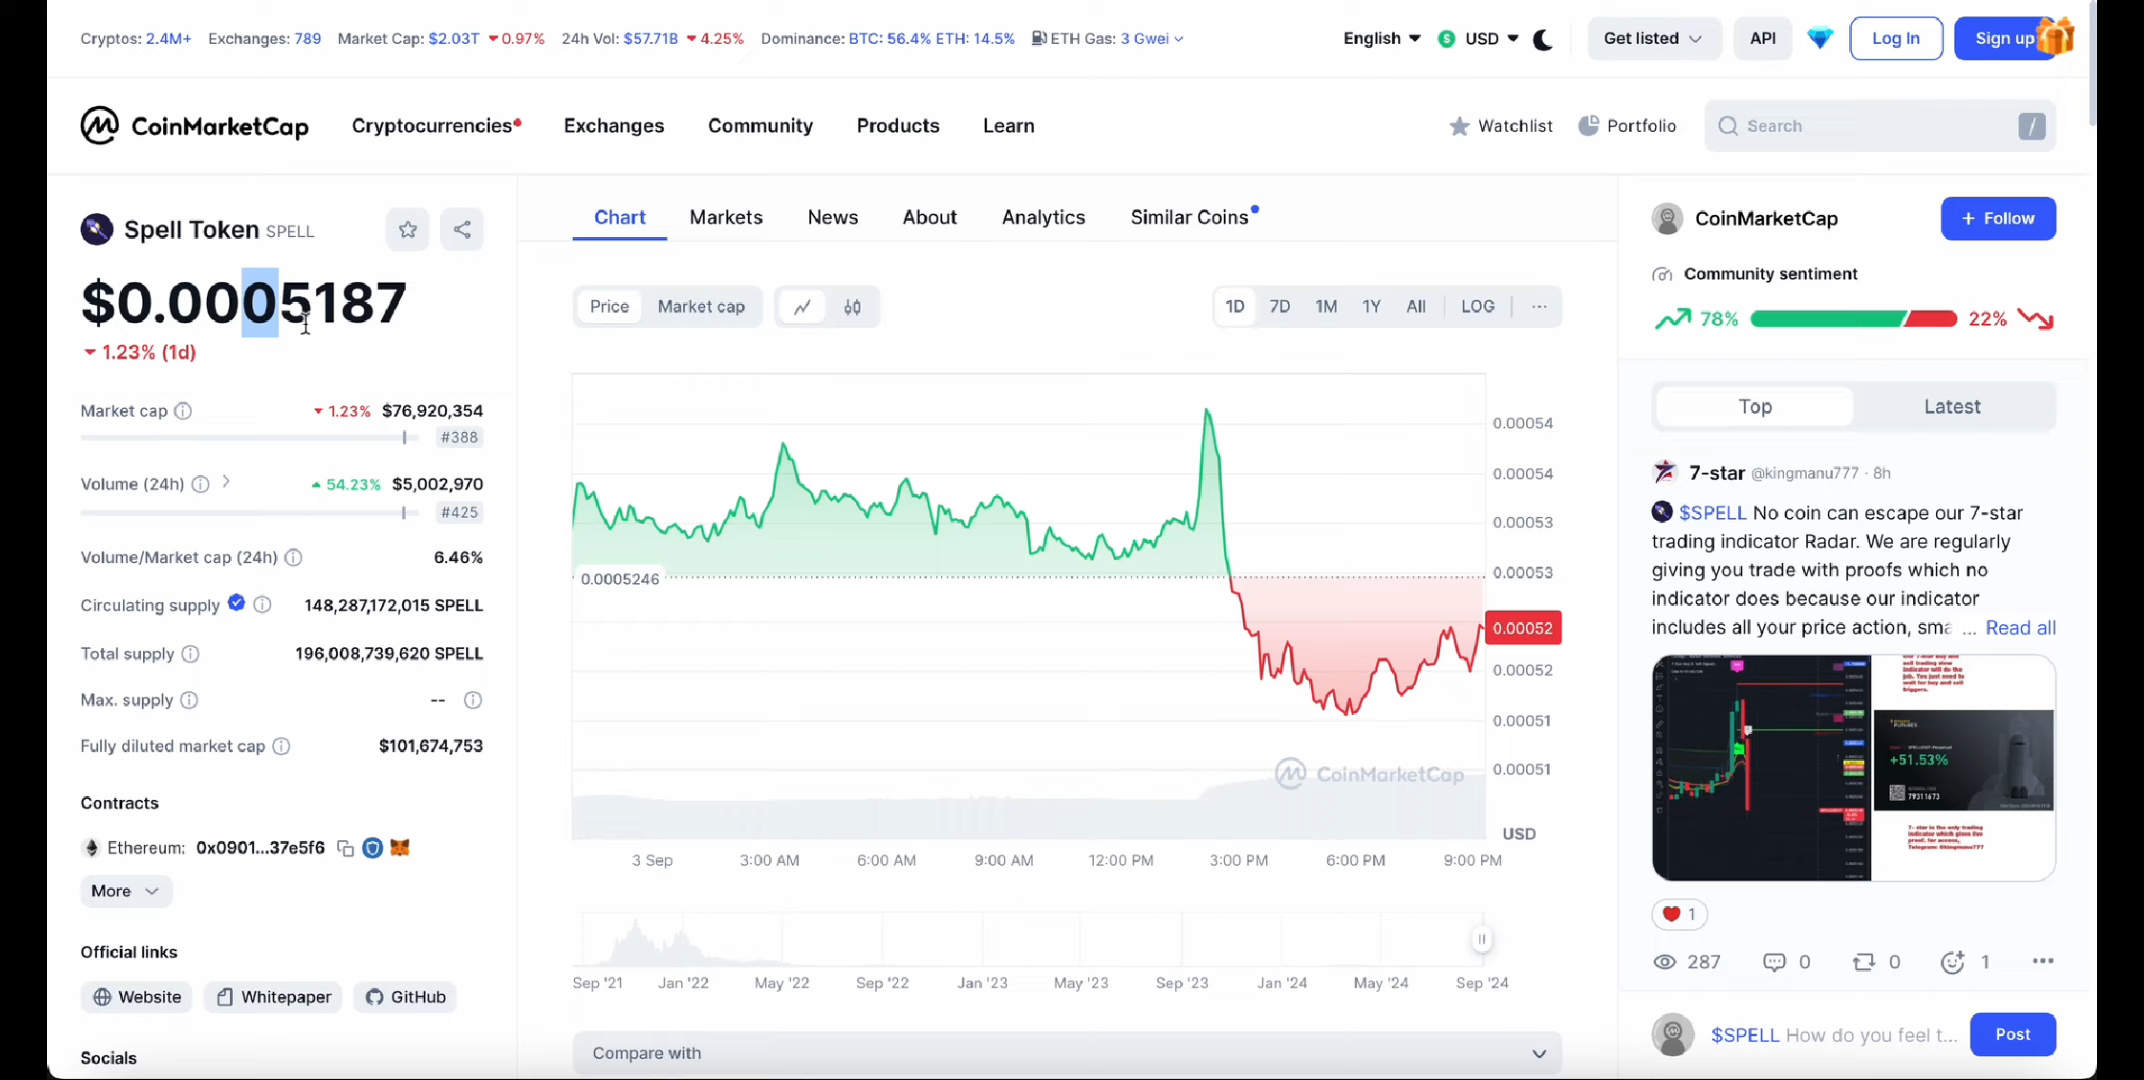 Cryptos: 2.4M+ Exchanges: 789 Market Cap: $2.03T 0.97% 24h Vol: $57.71B 4.25% Dominance: BTC: 56.4% ETH: 14.5% ETH Gas: 3 Gwei
English USD Get listed API Log In Sign up
CoinMarketCap Cryptocurrencies Exchanges Community Products Learn Watchlist Portfolio Search /
Spell Token SPELL
$0.0005187
1.23% (1d)
Market cap 1.23% $76,920,354
#388
Volume (24h) 54.23% $5,002,970
#425
Volume/Market cap (24h) 6.46%
Circulating supply 148,287,172,015 SPELL
Total supply 196,008,739,620 SPELL
Max. supply --
Fully diluted market cap $101,674,753
Contracts
Ethereum: 0x0901...37e5f6
More
Official links
Website Whitepaper GitHub
Socials
Chart Markets News About Analytics Similar Coins
Price Market cap 1D 7D 1M 1Y All LOG ...
0.00054
0.00054
0.00053
0.00053
0.0005246
0.00052
0.00052
0.00051
0.00051
CoinMarketCap
USD
3 Sep 3:00 AM 6:00 AM 9:00 AM 12:00 PM 3:00 PM 6:00 PM 9:00 PM
Sep '21 Jan '22 May '22 Sep '22 Jan '23 May '23 Sep '23 Jan '24 May '24 Sep '24
Compare with
CoinMarketCap + Follow
Community sentiment
78% 22%
Top Latest
7-star @kingmanu777 · 8h
$SPELL No coin can escape our 7-star
trading indicator Radar. We are regularly
giving you trade with proofs which no
indicator does because our indicator
includes all your price action, sma ... Read all
+51.53%
79311673
1
287 0 0 1
$SPELL How do you feel t... Post